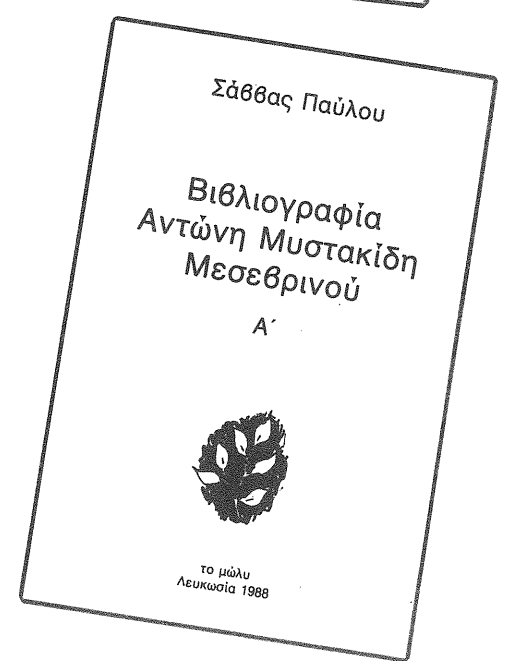 Σάββας Παύλου
Βιβλιογραφία
Αντώνη Μυστακίδη
Μεσεβρινού
Α΄
το μώλυ
Λευκωσία 1988